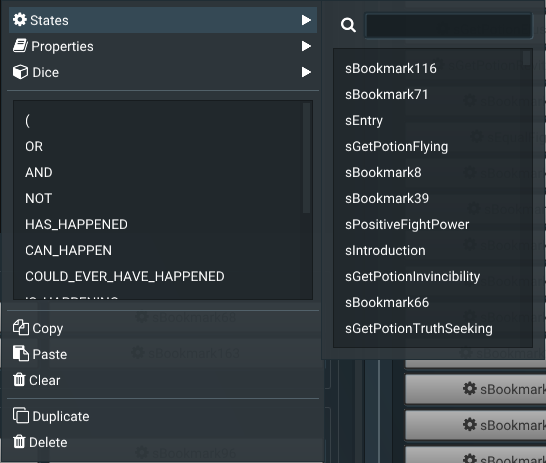 States
Properties
Dice
(
OR
AND
NOT
HAS_HAPPENED
CAN_HAPPEN
COULD_EVER_HAVE_HAPPENED
IS_HAPPENING
Copy
Paste
Clear
Duplicate
Delete
sBookmark116
sBookmark71
sEntry
sGetPotionFlying
sBookmark8
sBookmark39
sPositiveFightPower
sIntroduction
sGetPotionInvincibility
sBookmark66
sGetPotionTruthSeeking
sBookmark
sBookmark
sBookmark